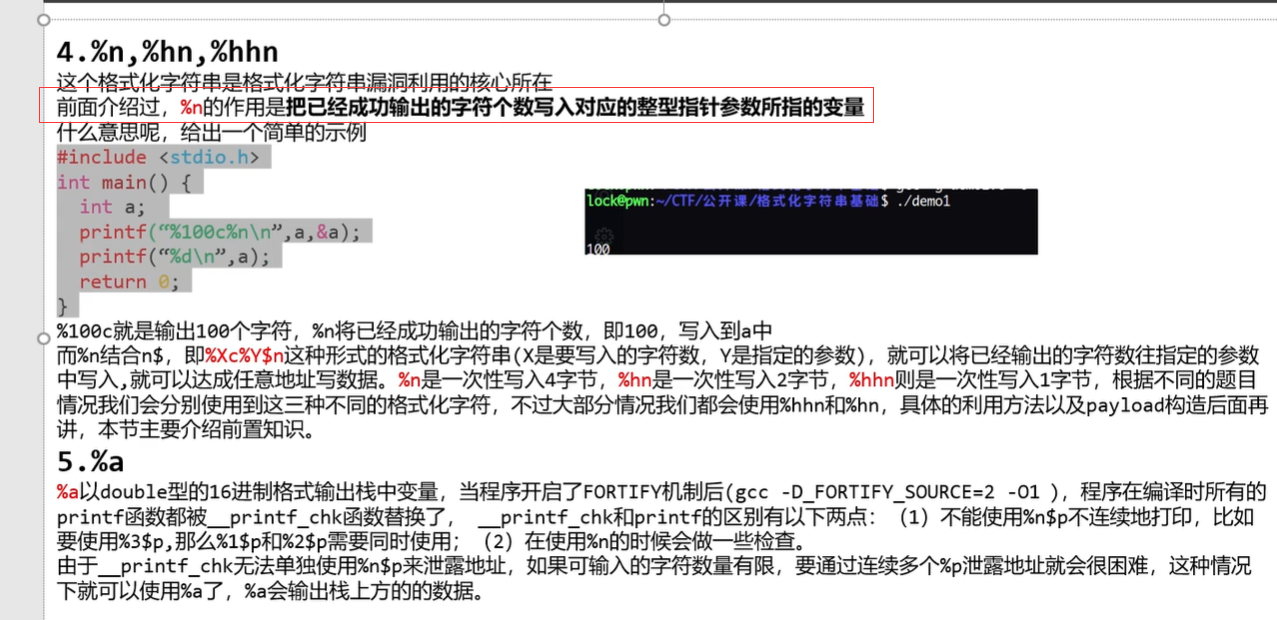 4.%n,%hn,%hhn
这个格式化字符串是格式化字符串漏洞利用的核心所在
前面介绍过，%n的作用是把已经成功输出的字符个数写入对应的整型指针参数所指的变量
什么意思呢，给出一个简单的示例
#include <stdio.h>
int main() {
int a;
printf(“%100c%n\n”,a,&a);
printf(“%d\n”,a);
return 0;
}
lock@pwn:~/CTF/公开课/格式化字符串基础$ ./demo1
100
%100c就是输出100个字符，%n将已经成功输出的字符个数，即100，写入到a中
而%n结合n$，即%Xc%Y$n这种形式的格式化字符串(X是要写入的字符数，Y是指定的参数)，就可以将已经输出的字符数往指定的参数
中写入,就可以达成任意地址写数据。%n是一次性写入4字节，%hn是一次性写入2字节，%hhn则是一次性写入1字节，根据不同的题目
情况我们会分别使用到这三种不同的格式化字符，不过大部分情况我们都会使用%hhn和%hn，具体的利用方法以及payload构造后面再
讲，本节主要介绍前置知识。
5.%a
%a以double型的16进制格式输出栈中变量，当程序开启了FORTIFY机制后(gcc -D_FORTIFY_SOURCE=2 -O1 )，程序在编译时所有的
printf函数都被__printf_chk函数替换了， __printf_chk和printf的区别有以下两点：（1）不能使用%n$p不连续地打印，比如
要使用%3$p,那么%1$p和%2$p需要同时使用；（2）在使用%n的时候会做一些检查。
由于__printf_chk无法单独使用%n$p来泄露地址，如果可输入的字符数量有限，要通过连续多个%p泄露地址就会很困难，这种情况
下就可以使用%a了，%a会输出栈上方的的数据。